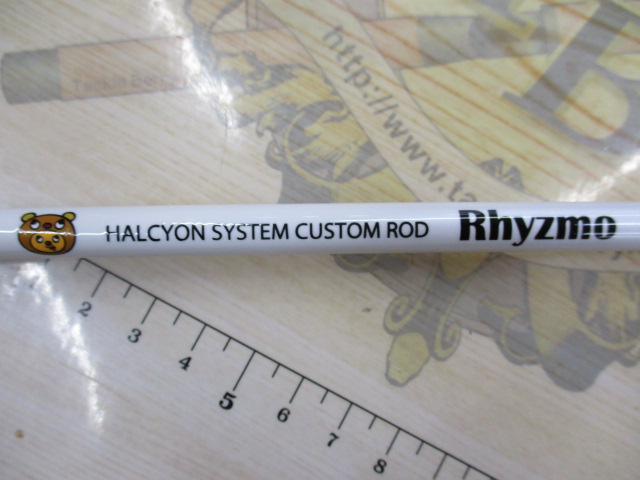 http://www.ta
HALCYON SYSTEM CUSTOM ROD Rhyzmo
2 3 4 5 6 7 8